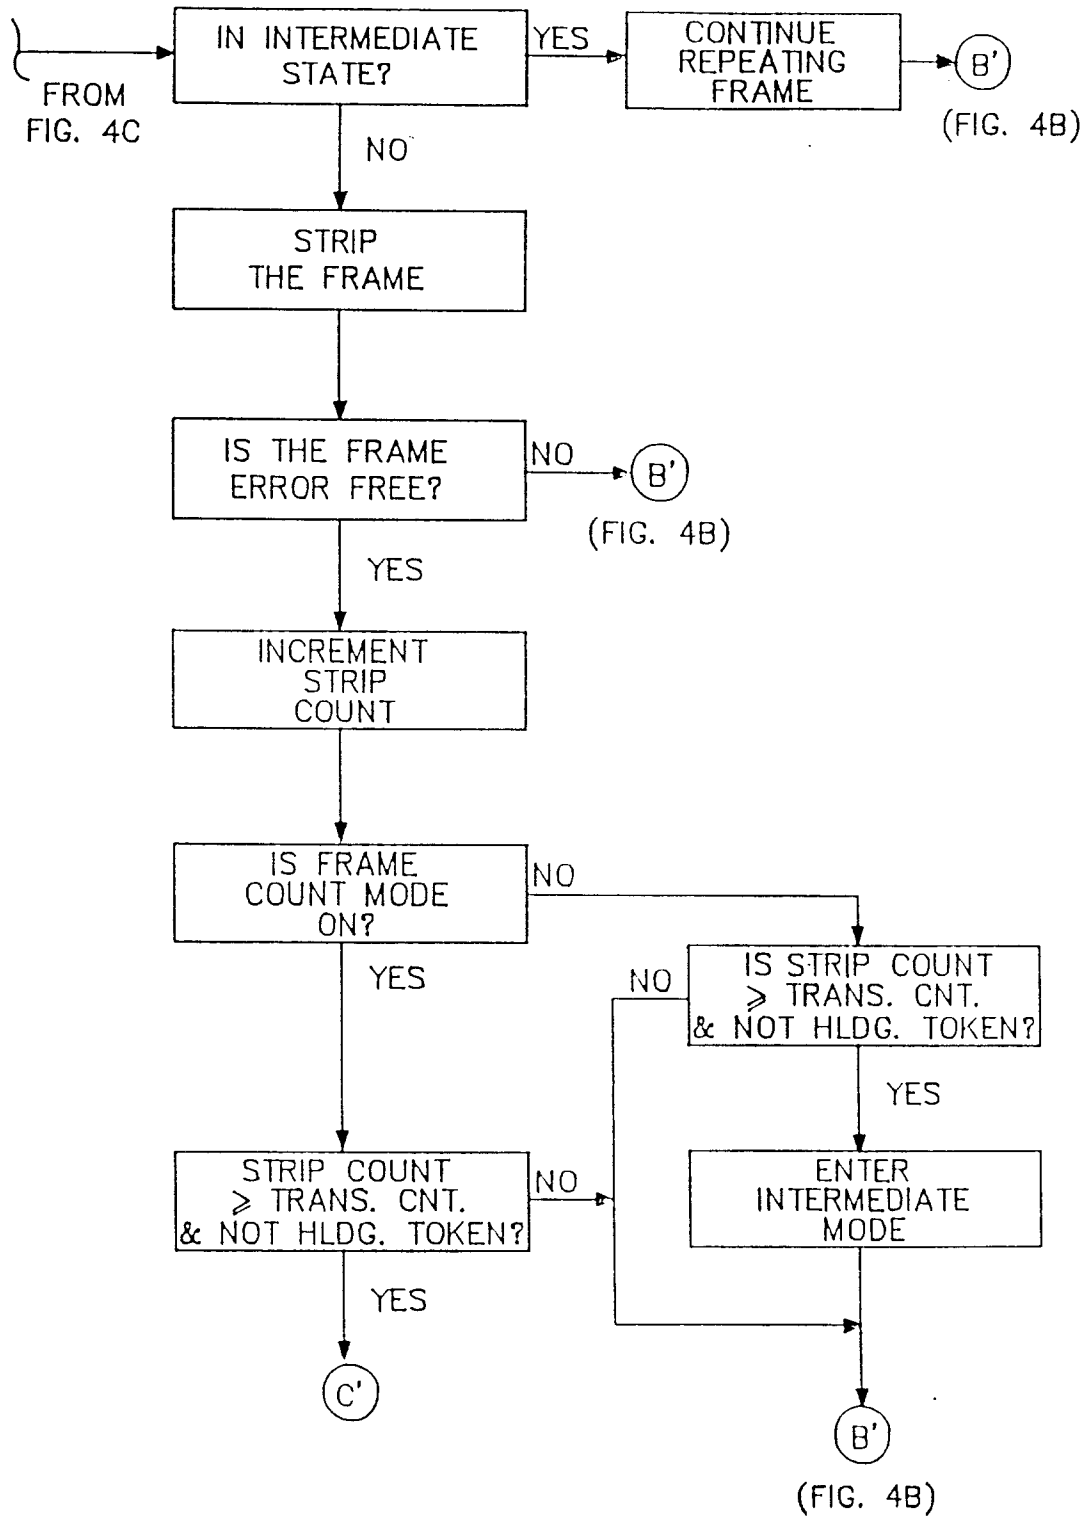 IN INTERMEDIATE
STATE?
YES
CONTINUE
REPEATING
FRAME
B'
(FIG. 4B)
FROM
FIG. 4C
NO
STRIP
THE FRAME
IS THE FRAME
ERROR FREE?
NO
B'
(FIG. 4B)
YES
INCREMENT
STRIP
COUNT
IS FRAME
COUNT MODE
ON?
NO
YES
IS STRIP COUNT
⩾ TRANS. CNT.
& NOT HLDG. TOKEN?
NO
YES
STRIP COUNT
⩾ TRANS. CNT.
& NOT HLDG. TOKEN?
NO
ENTER
INTERMEDIATE
MODE
YES
C'
B'
(FIG. 4B)